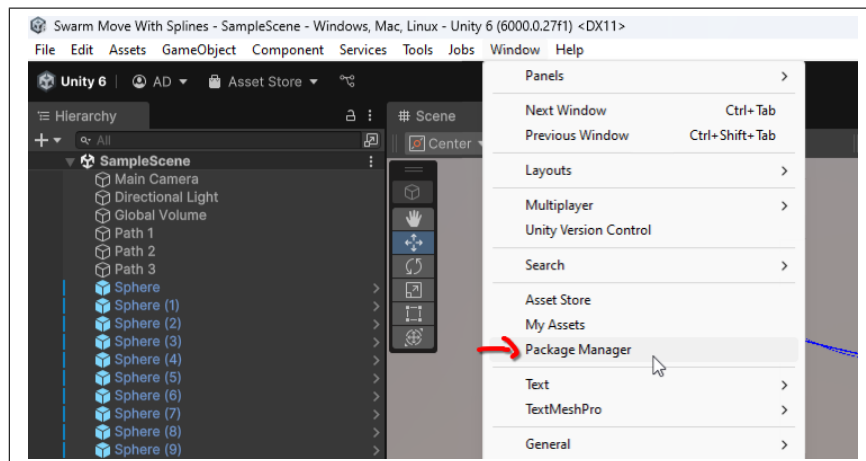 Swarm Move With Splines - SampleScene - Windows, Mac, Linux - Unity 6 (6000.0.27f1) <DX11>
File Edit Assets GameObject Component Services Tools Jobs Window Help
Unity 6 AD Asset Store
Hierarchy
# Scene
All
Center
SampleScene
Main Camera
Directional Light
Global Volume
Path 1
Path 2
Path 3
Sphere
Sphere (1)
Sphere (2)
Sphere (3)
Sphere (4)
Sphere (5)
Sphere (6)
Sphere (7)
Sphere (8)
Sphere (9)
Panels
Next Window Ctrl+Tab
Previous Window Ctrl+Shift+Tab
Layouts
Multiplayer
Unity Version Control
Search
Asset Store
My Assets
Package Manager
Text
TextMeshPro
General